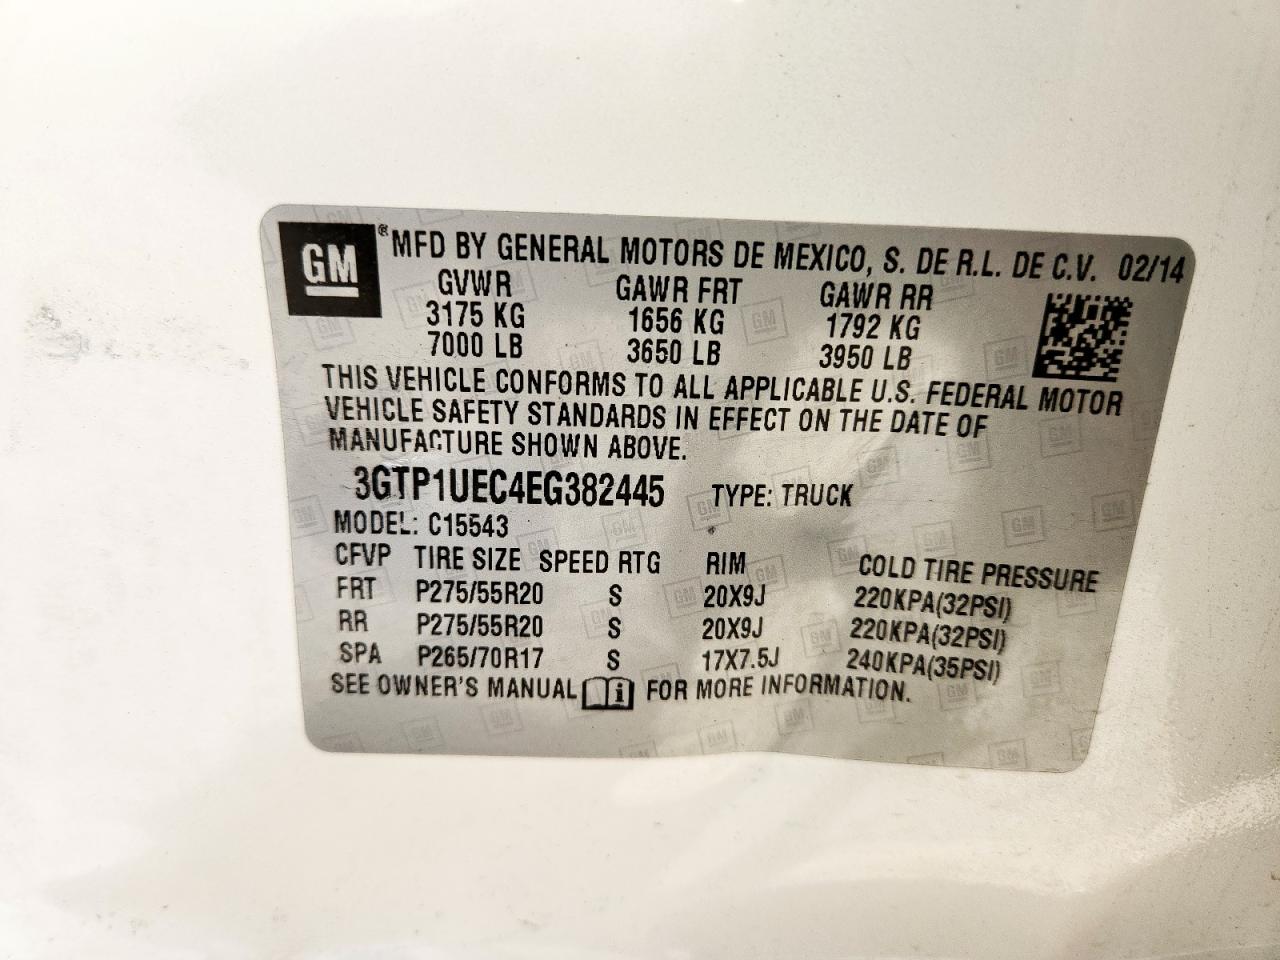 GM ® MFD BY GENERAL MOTORS DE MEXICO, S. DE R.L. DE C.V. 02/14
GVWR GAWR FRT GAWR RR
3175 KG 1656 KG 1792 KG
7000 LB 3650 LB 3950 LB
THIS VEHICLE CONFORMS TO ALL APPLICABLE U.S. FEDERAL MOTOR
VEHICLE SAFETY STANDARDS IN EFFECT ON THE DATE OF
MANUFACTURE SHOWN ABOVE.
3GTP1UEC4EG382445 TYPE: TRUCK
MODEL: C15543
CFVP TIRE SIZE SPEED RTG RIM COLD TIRE PRESSURE
FRT P275/55R20 S 20X9J 220KPA(32PSI)
RR P275/55R20 S 20X9J 220KPA(32PSI)
SPA P265/70R17 S 17X7.5J 240KPA(35PSI)
SEE OWNER'S MANUAL i FOR MORE INFORMATION.